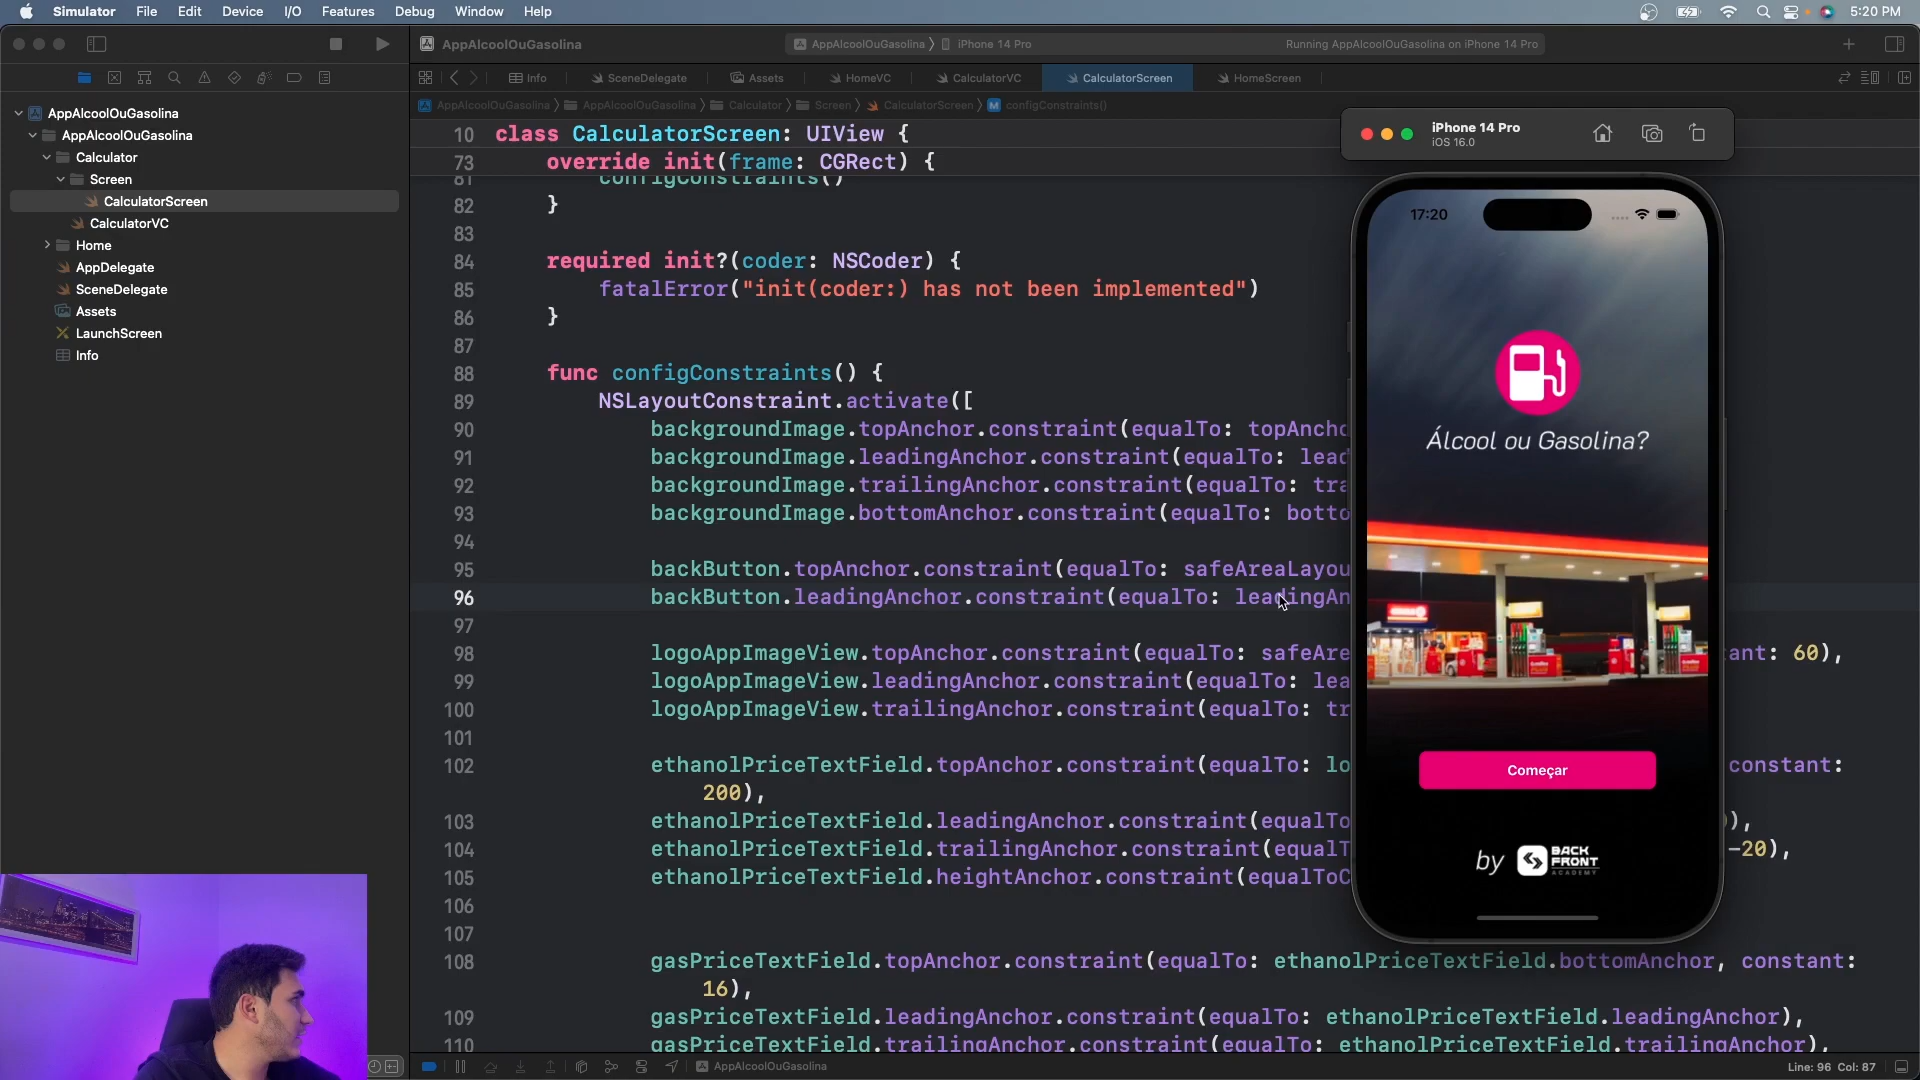 Simulator File Edit View Device I/O Features Debug Window Help 5:20 PM
AppAlcoolOuGasolina
AppAlcoolOuGasolina iPhone 14 Pro
Running AppAlcoolOuGasolina on iPhone 14 Pro
Info SceneDelegate Assets HomeVC CalculatorVC CalculatorScreen HomeScreen
AppAlcoolOuGasolina AppAlcoolOuGasolina Calculator Screen CalculatorScreen M configConstraints()
AppAlcoolOuGasolina
AppAlcoolOuGasolina
Calculator
Screen
CalculatorScreen
CalculatorVC
Home
AppDelegate
SceneDelegate
Assets
LaunchScreen
Info
10 class CalculatorScreen: UIView {
73 override init(frame: CGRect) {
81 configConstraints()
82 }
83
84 required init?(coder: NSCoder) {
85 fatalError("init(coder:) has not been implemented")
86 }
87
88 func configConstraints() {
89 NSLayoutConstraint.activate([
90 backgroundImage.topAnchor.constraint(equalTo: topAncho
91 backgroundImage.leadingAnchor.constraint(equalTo: lead
92 backgroundImage.trailingAnchor.constraint(equalTo: tra
93 backgroundImage.bottomAnchor.constraint(equalTo: botto
94
95 backButton.topAnchor.constraint(equalTo: safeAreaLayou
96 backButton.leadingAnchor.constraint(equalTo: leadingAn
97
98 logoAppImageView.topAnchor.constraint(equalTo: safeAre ant: 60),
99 logoAppImageView.leadingAnchor.constraint(equalTo: lea
100 logoAppImageView.trailingAnchor.constraint(equalTo: tr
101
102 ethanolPriceTextField.topAnchor.constraint(equalTo: lo constant:
200),
103 ethanolPriceTextField.leadingAnchor.constraint(equalTo ),
104 ethanolPriceTextField.trailingAnchor.constraint(equalT -20),
105 ethanolPriceTextField.heightAnchor.constraint(equalToC
106
107
108 gasPriceTextField.topAnchor.constraint(equalTo: ethanolPriceTextField.bottomAnchor, constant:
16),
109 gasPriceTextField.leadingAnchor.constraint(equalTo: ethanolPriceTextField.leadingAnchor),
110 gasPriceTextField.trailingAnchor.constraint(equalTo: ethanolPriceTextField.trailingAnchor),
iPhone 14 Pro
iOS 16.0
17:20
Álcool ou Gasolina?
Começar
by BACK
FRONT
ACADEMY
AppAlcoolOuGasolina
Line: 96 Col: 87